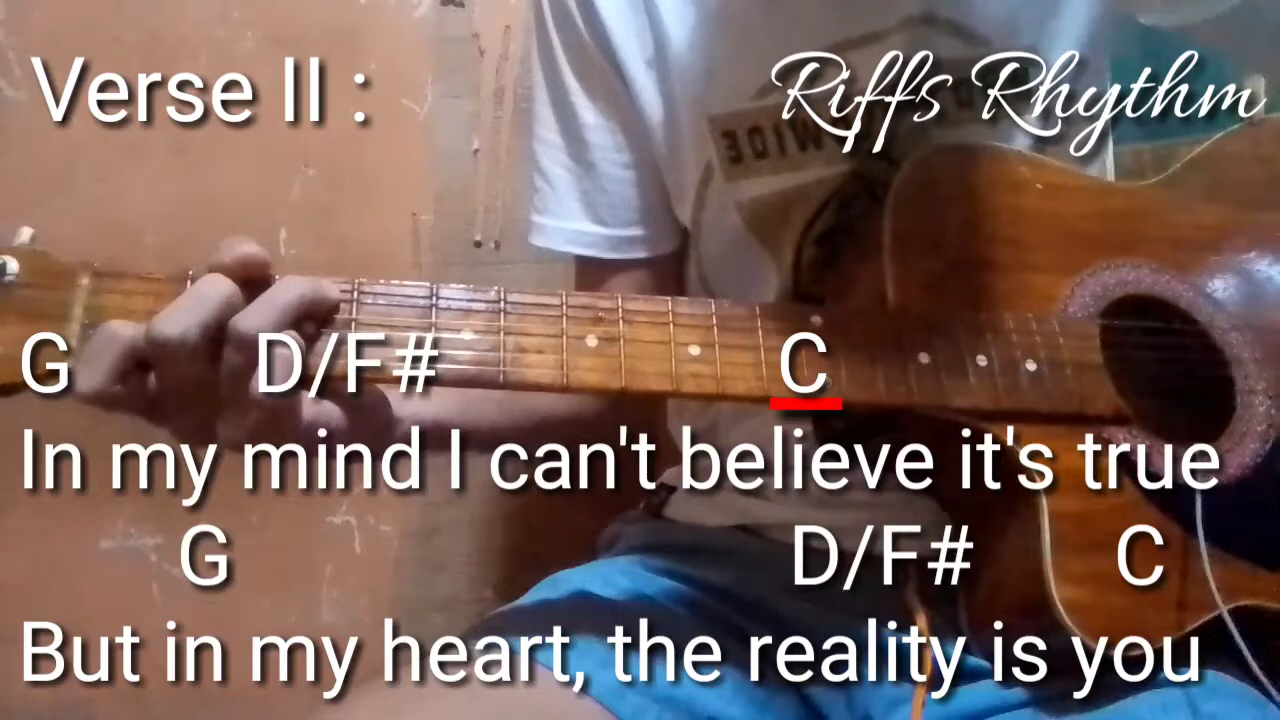 Verse II :
Riffs Rhythm
G D/F# C
In my mind I can't believe it's true
G D/F# C
But in my heart, the reality is you